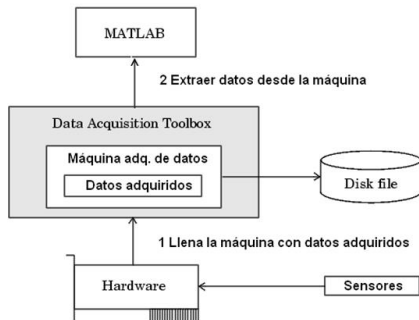 MATLAB
2 Extraer datos desde la máquina
Data Acquisition Toolbox
Máquina adq. de datos
Datos adquiridos
Disk file
1 Llena la máquina con datos adquiridos
Hardware
Sensores